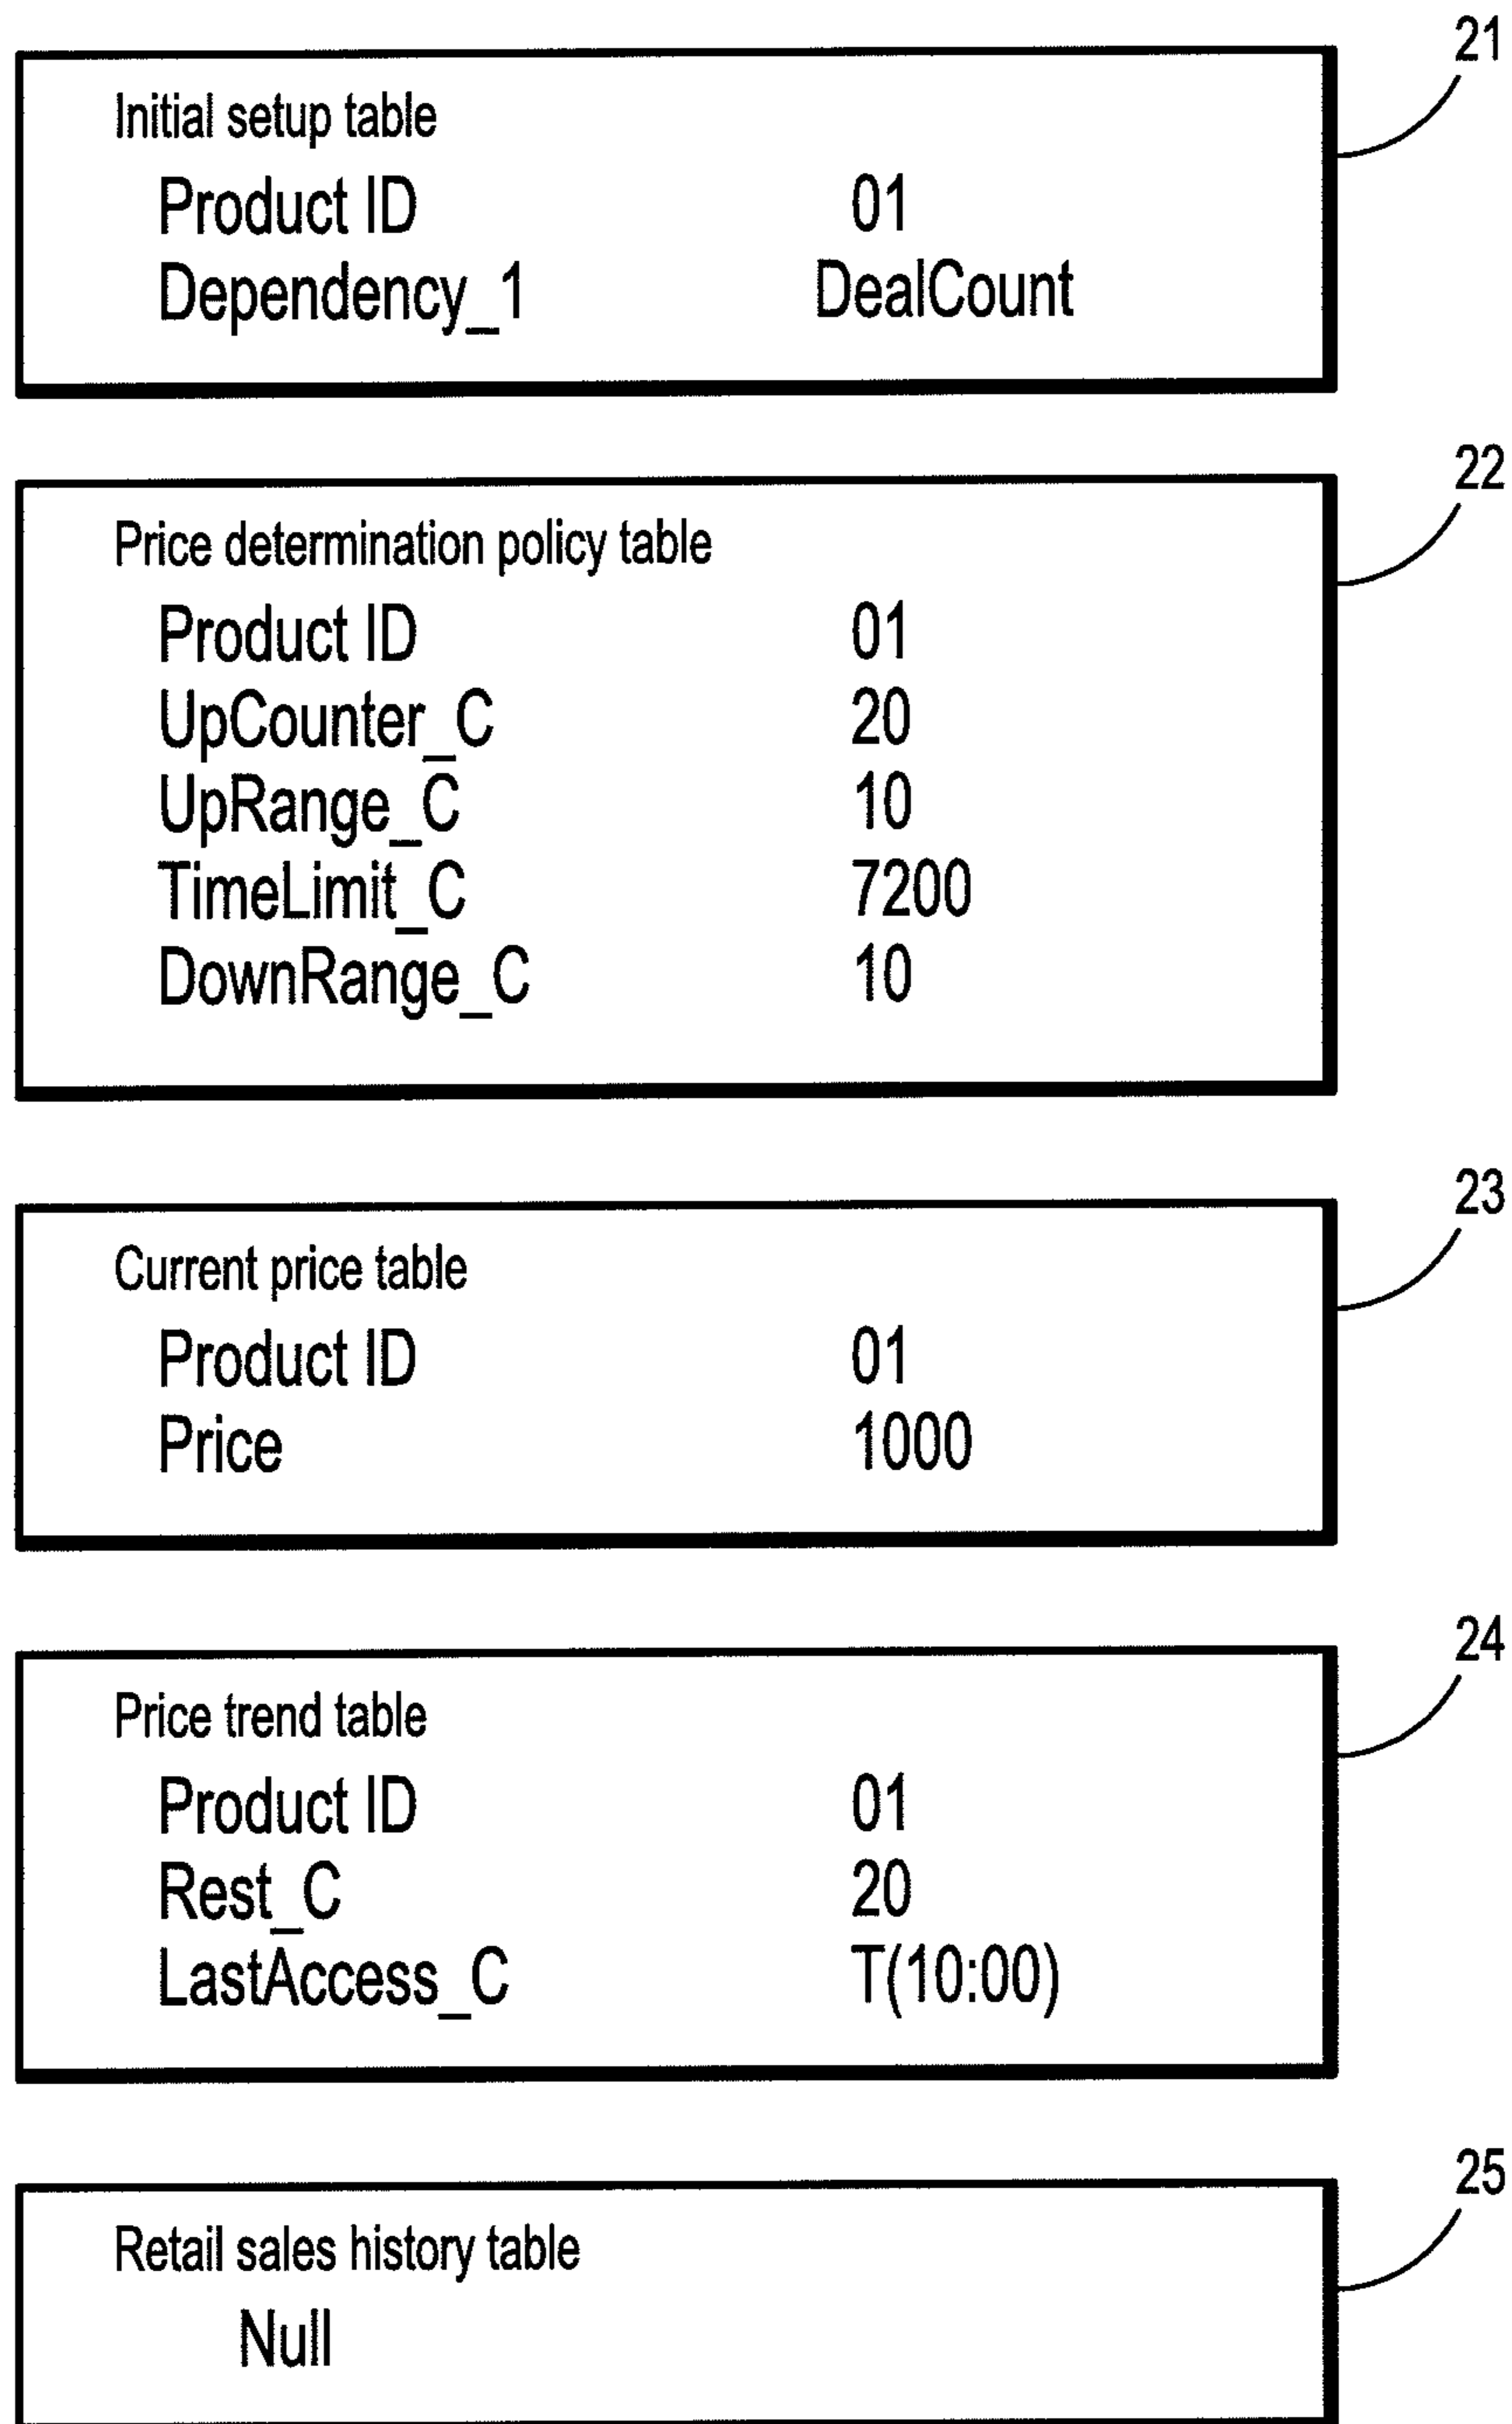 21
Initial setup table
Product ID 01
Dependency_1 DealCount
22
Price determination policy table
Product ID 01
UpCounter_C 20
UpRange_C 10
TimeLimit_C 7200
DownRange_C 10
23
Current price table
Product ID 01
Price 1000
24
Price trend table
Product ID 01
Rest_C 20
LastAccess_C T(10:00)
25
Retail sales history table
Null